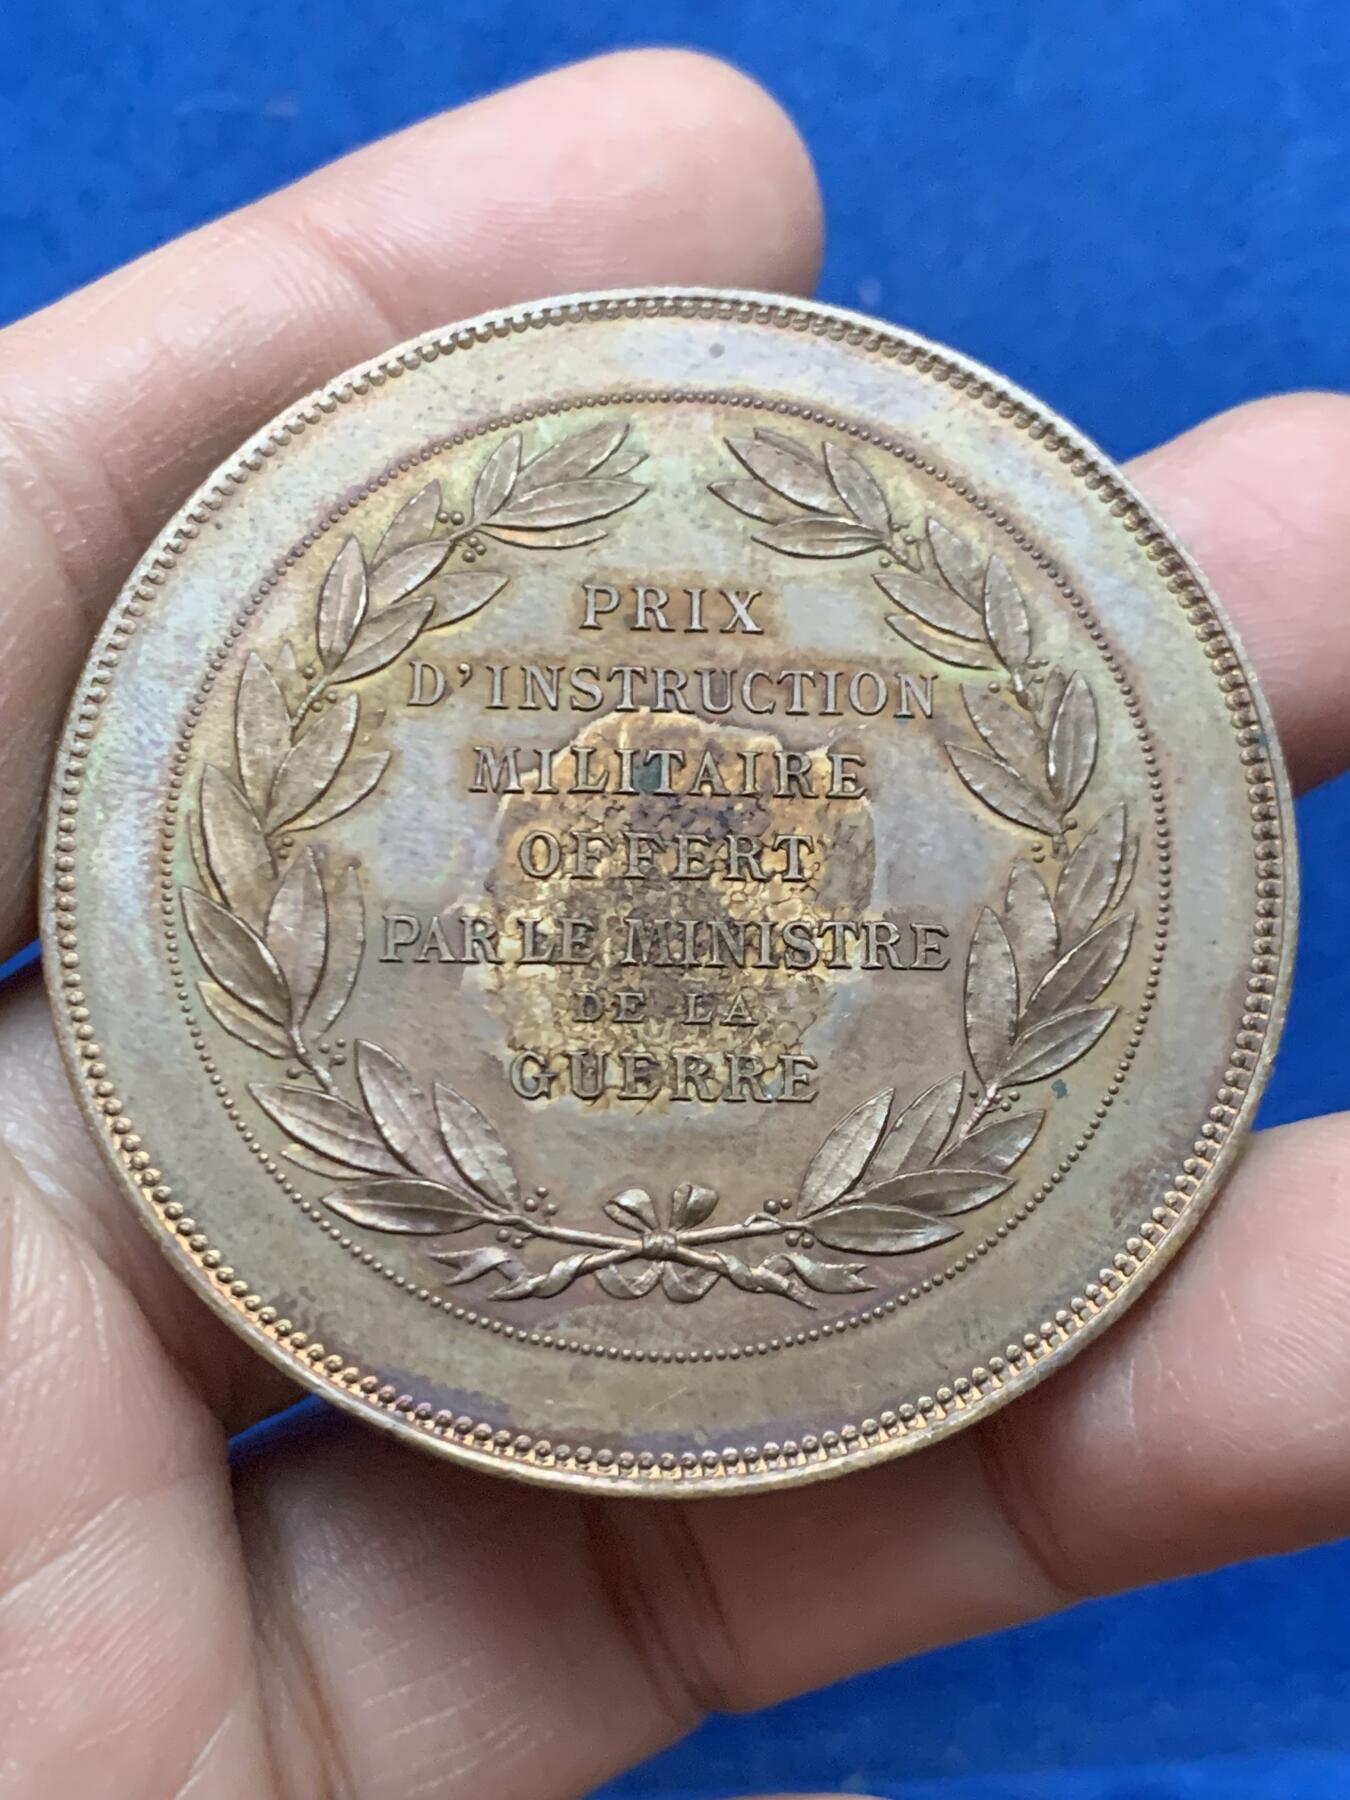 PRIX
D'INSTRUCTION
MILITAIRE
OFFERT
PAR LE MINISTRE
DE LA
GUERRE